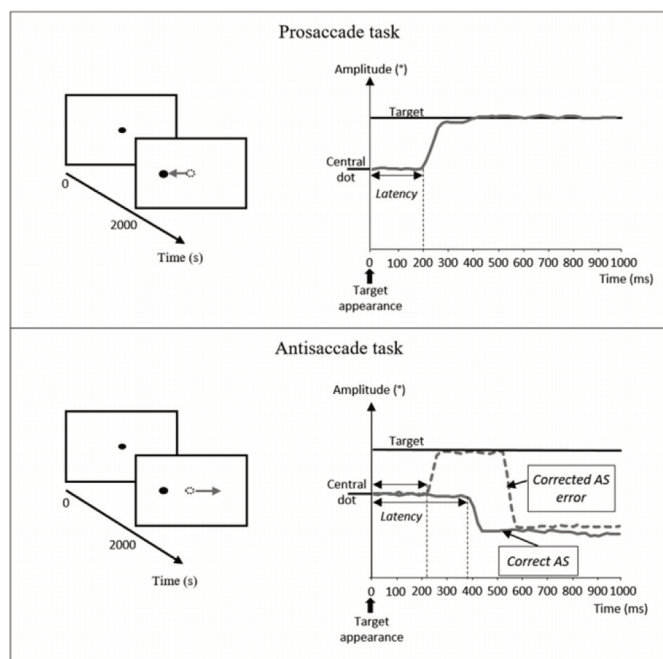 Prosaccade task
0
2000
Time (s)
Amplitude (°)
Target
Central
dot
Latency
0 100 200 300 400 500 600 700 800 900 1000
Time (ms)
Target
appearance
Antisaccade task
0
2000
Time (s)
Amplitude (°)
Target
Central
dot
Latency
Corrected AS
error
Correct AS
0 100 200 300 400 500 600 700 800 900 1000
Time (ms)
Target
appearance